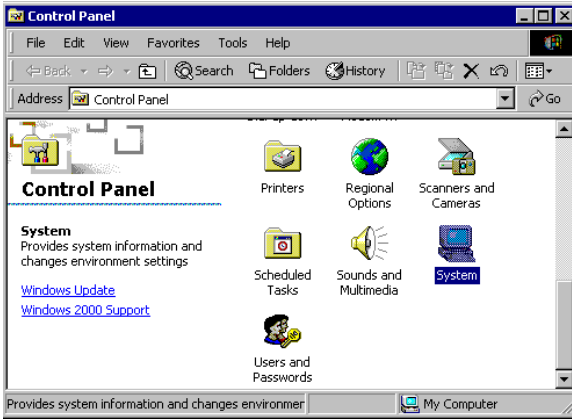 Control Panel
File Edit View Favorites Tools Help
Back Search Folders History
Address Control Panel Go
Control Panel
System
Provides system information and
changes environment settings
Windows Update
Windows 2000 Support
Printers
Regional
Options
Scanners and
Cameras
Scheduled
Tasks
Sounds and
Multimedia
System
Users and
Passwords
Provides system information and changes environmer
My Computer